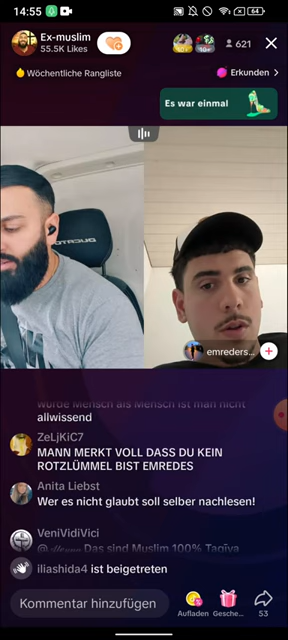 14:55
64
Ex-muslim
55.5K Likes
621
Wöchentliche Rangliste
Erkunden
Es war einmal
emreders...
wurde Mensch als Mensch ist man nicht
allwissend
ZeLjKiC7
MANN MERKT VOLL DASS DU KEIN
ROTZLÜMMEL BIST EMREDES
Anita Liebst
Wer es nicht glaubt soll selber nachlesen!
VeniVidiVici
Das sind Muslim 100% Taqiya
iliashida4 ist beigetreten
Kommentar hinzufügen
Aufladen
Gesche...
53